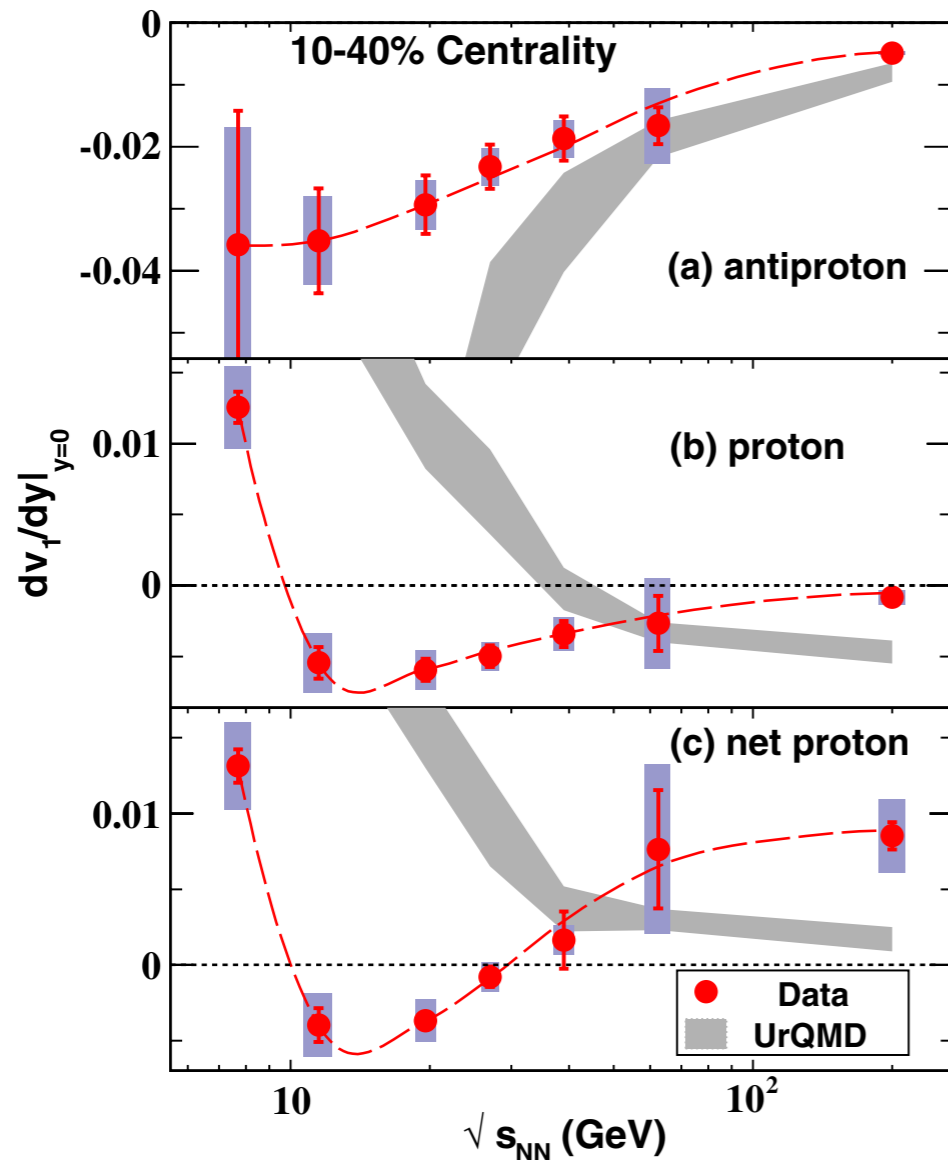 0
10-40% Centrality
-0.02
-0.04
(a) antiproton
0.01
(b) proton
0
dv1/dy|y=0
(c) net proton
0.01
0
Data
UrQMD
10
10²
√ sNN (GeV)